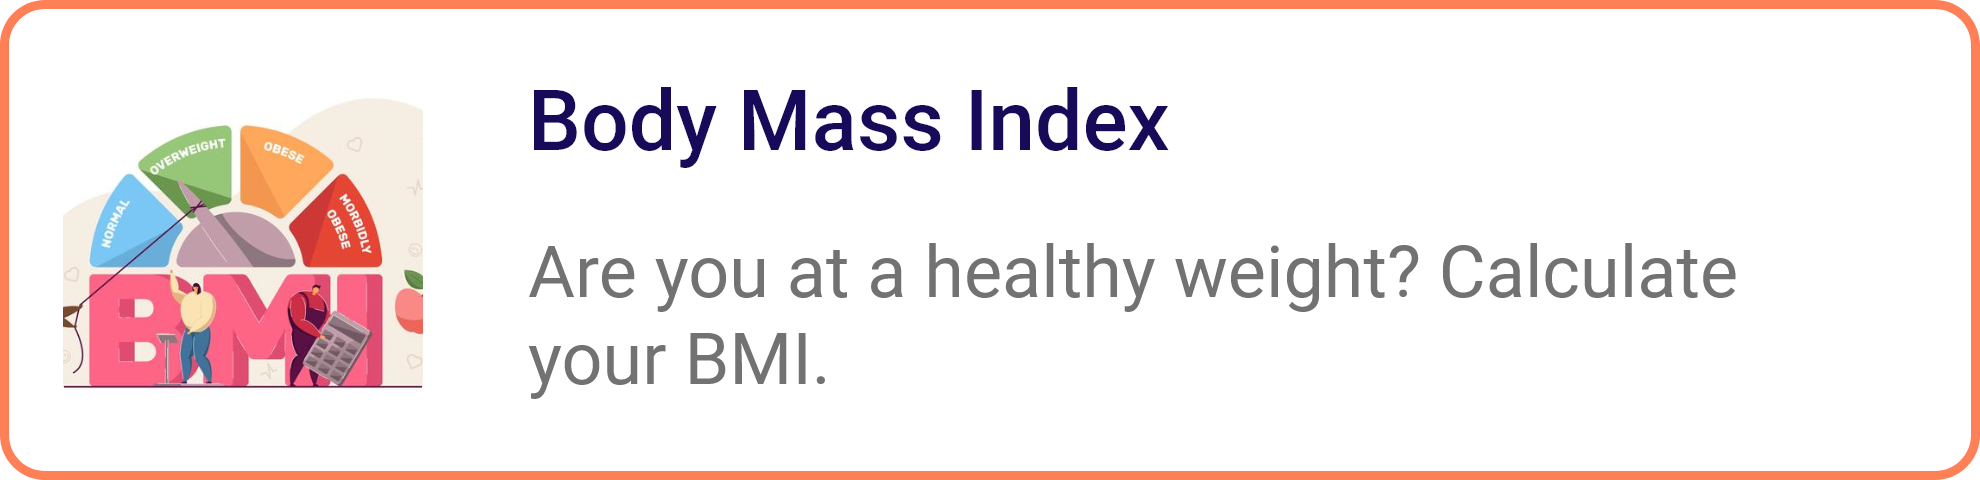 Body Mass Index
Are you at a healthy weight? Calculate
your BMI.
NORMAL
OVERWEIGHT
OBESE
MORBIDLY
OBESE
BMI